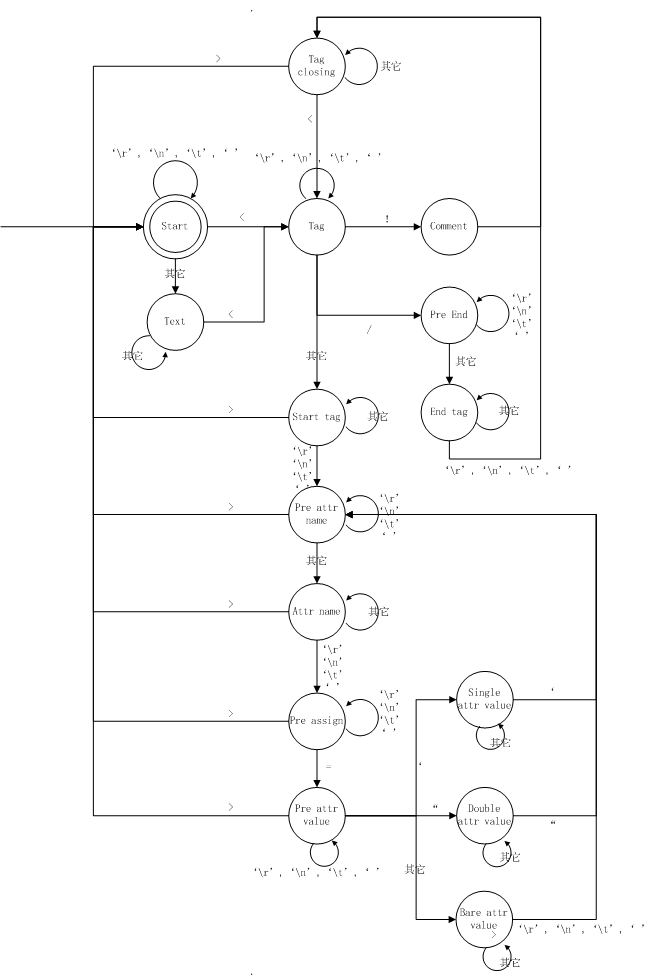 Tag
closing
其它
>
<
‘\r’, ‘\n’, ‘\t’, ‘ ’
‘\r’, ‘\n’, ‘\t’, ‘ ’
Start
<
Tag
!
Comment
其它
Text
<
其它
Pre End
‘\r’
‘\n’
‘\t’
‘ ’
/
其它
其它
Start tag
其它
>
End tag
其它
‘\r’
‘\n’
‘\t’
‘ ’
‘\r’, ‘\n’, ‘\t’, ‘ ’
>
Pre attr
name
‘\r’
‘\n’
‘\t’
‘ ’
其它
>
Attr name
其它
‘\r’
‘\n’
‘\t’
‘ ’
>
Pre assign
‘\r’
‘\n’
‘\t’
‘ ’
=
Single
attr value
‘
其它
‘
>
Pre attr
value
“
Double
attr value
“
其它
‘\r’, ‘\n’, ‘\t’, ‘ ’
其它
Bare attr
value
>
‘\r’, ‘\n’, ‘\t’, ‘ ’
其它